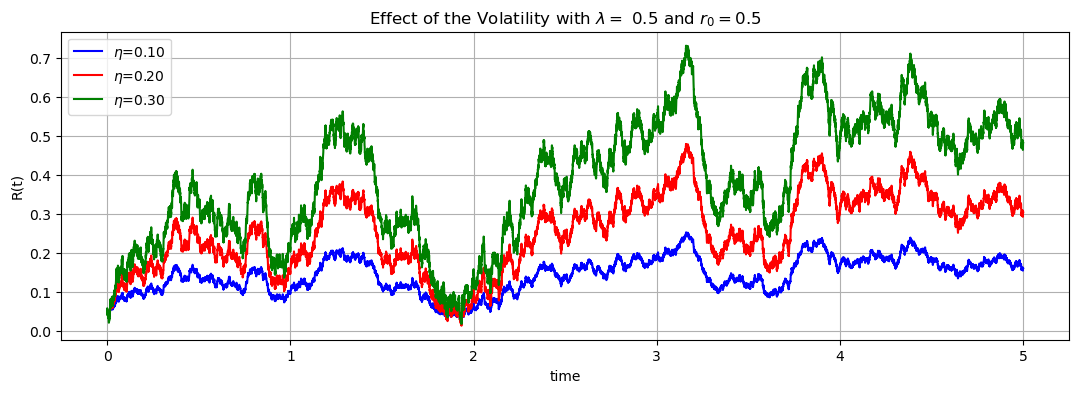 Effect of the Volatility with λ = 0.5 and r₀ = 0.5
η=0.10
η=0.20
η=0.30
R(t)
0.7
0.6
0.5
0.4
0.3
0.2
0.1
0.0
0 1 2 3 4 5
time